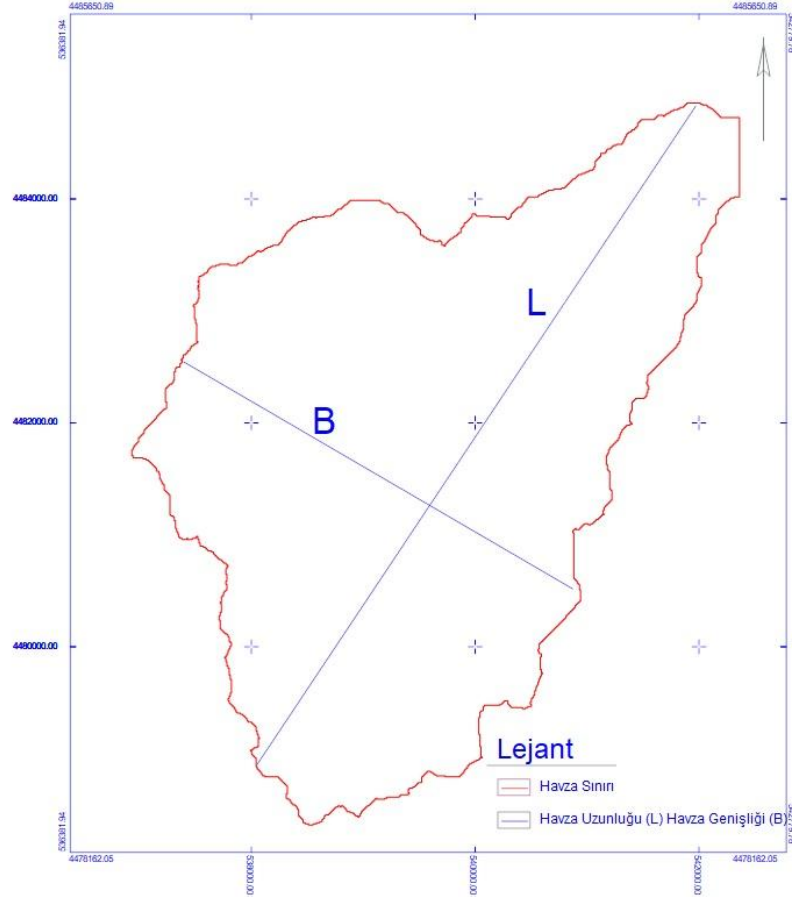 4485650.89
4485650.89
536381.94
4484000.00
L
4482000.00
B
4480000.00
Lejant
Havza Sınırı
Havza Uzunluğu (L) Havza Genişliği (B)
536381.94
4478162.05
4478162.05
538000.00
540000.00
542000.00